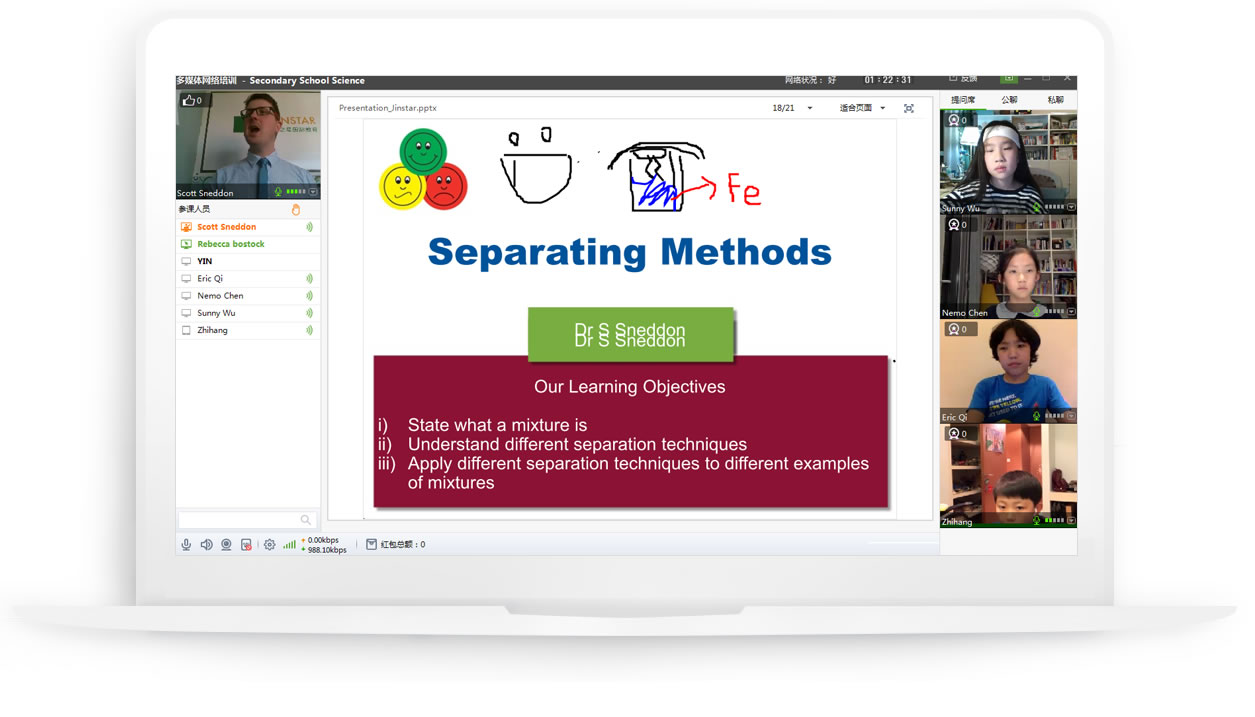 多媒体网络培训 - Secondary School Science
网络状况：好
01:22:31
反馈
0
NSTAR
Scott Sneddon
参课人员
Scott Sneddon
Rebecca bostock
YIN
Eric Qi
Nemo Chen
Sunny Wu
Zhihang
Presentation_Jinstar.pptx
18/21
适合页面
Fe
Separating Methods
Dr S Sneddon
Dr S Sneddon
Our Learning Objectives
i) State what a mixture is
ii) Understand different separation techniques
iii) Apply different separation techniques to different examples
of mixtures
提问席 公聊 私聊
0
Sunny Wu
0
Nemo Chen
0
Eric Qi
0
Zhihang
0.00kbps
988.10kbps
红包总额：0